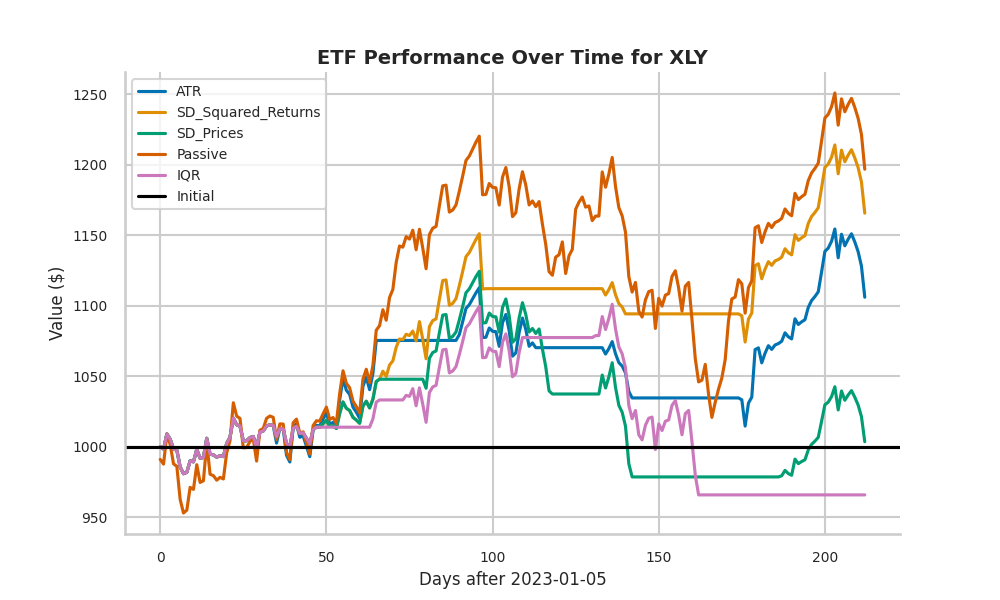 ETF Performance Over Time for XLY
ATR
SD_Squared_Returns
SD_Prices
Passive
IQR
Initial
Value ($)
1250
1200
1150
1100
1050
1000
950
0 50 100 150 200
Days after 2023-01-05